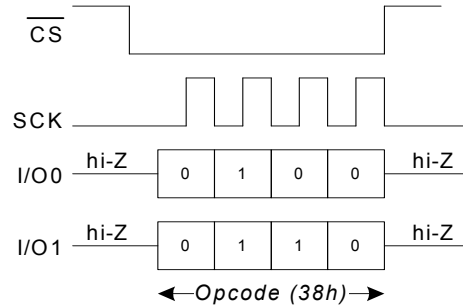 CS
SCK
hi-Z hi-Z
I/O0 0 1 0 0
hi-Z hi-Z
I/O1 0 1 1 0
Opcode (38h)